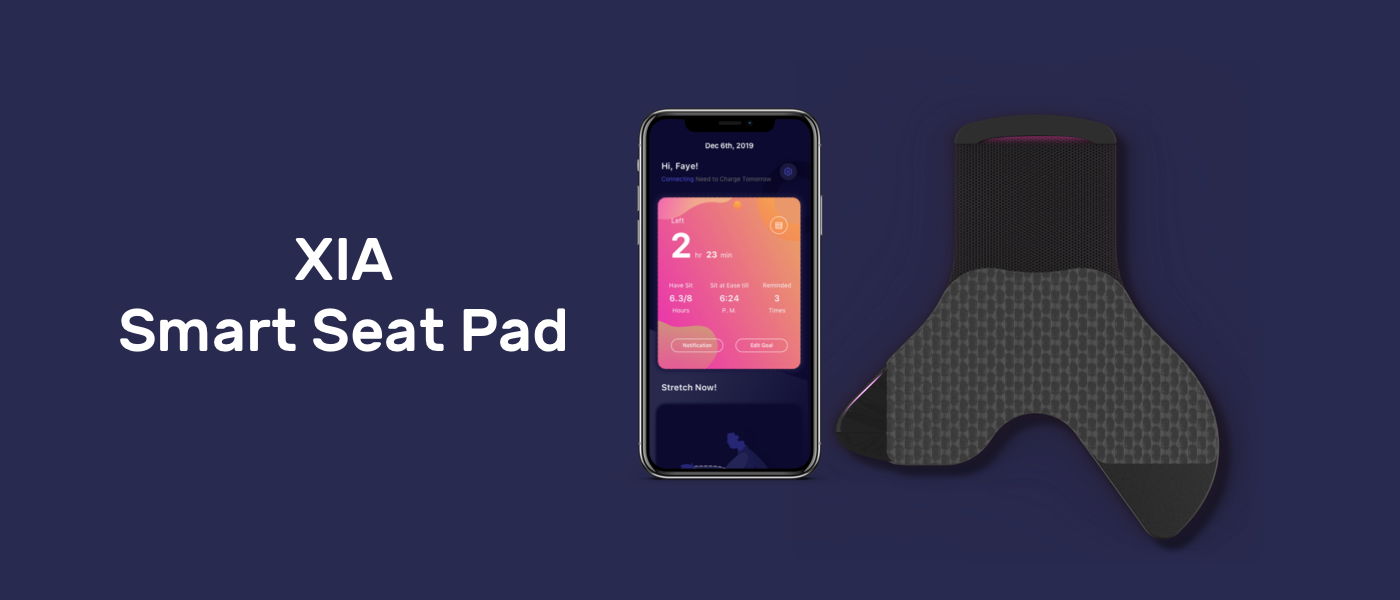 XIA
Smart Seat Pad
Dec 6th, 2019
Hi, Faye!
Connecting Need to Charge Tomorrow
Left
2 hr 23 min
Have Sit Sit at Ease till Reminded
6.3/8 6:24 3
Hours P. M. Times
Notification Edit Goal
Stretch Now!